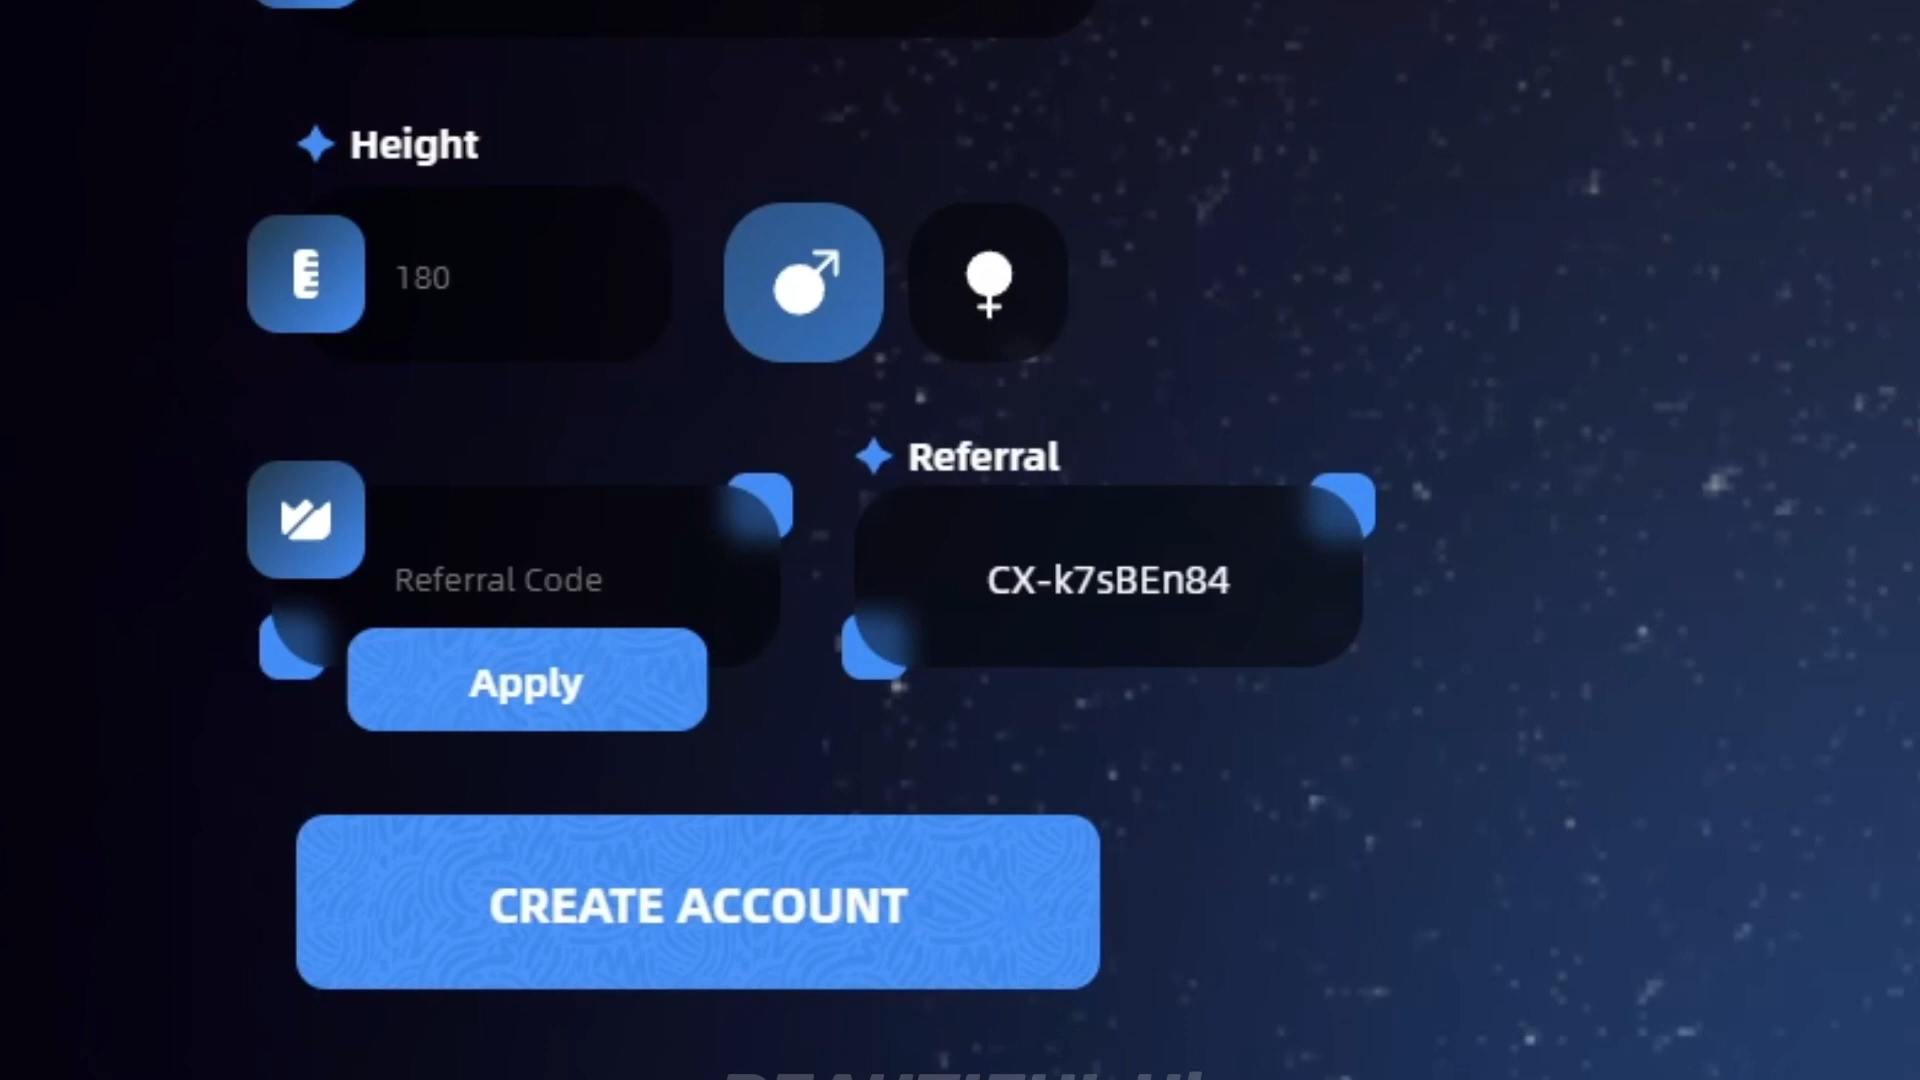 Height
180
Referral
Referral Code
CX-k7sBEn84
Apply
CREATE ACCOUNT